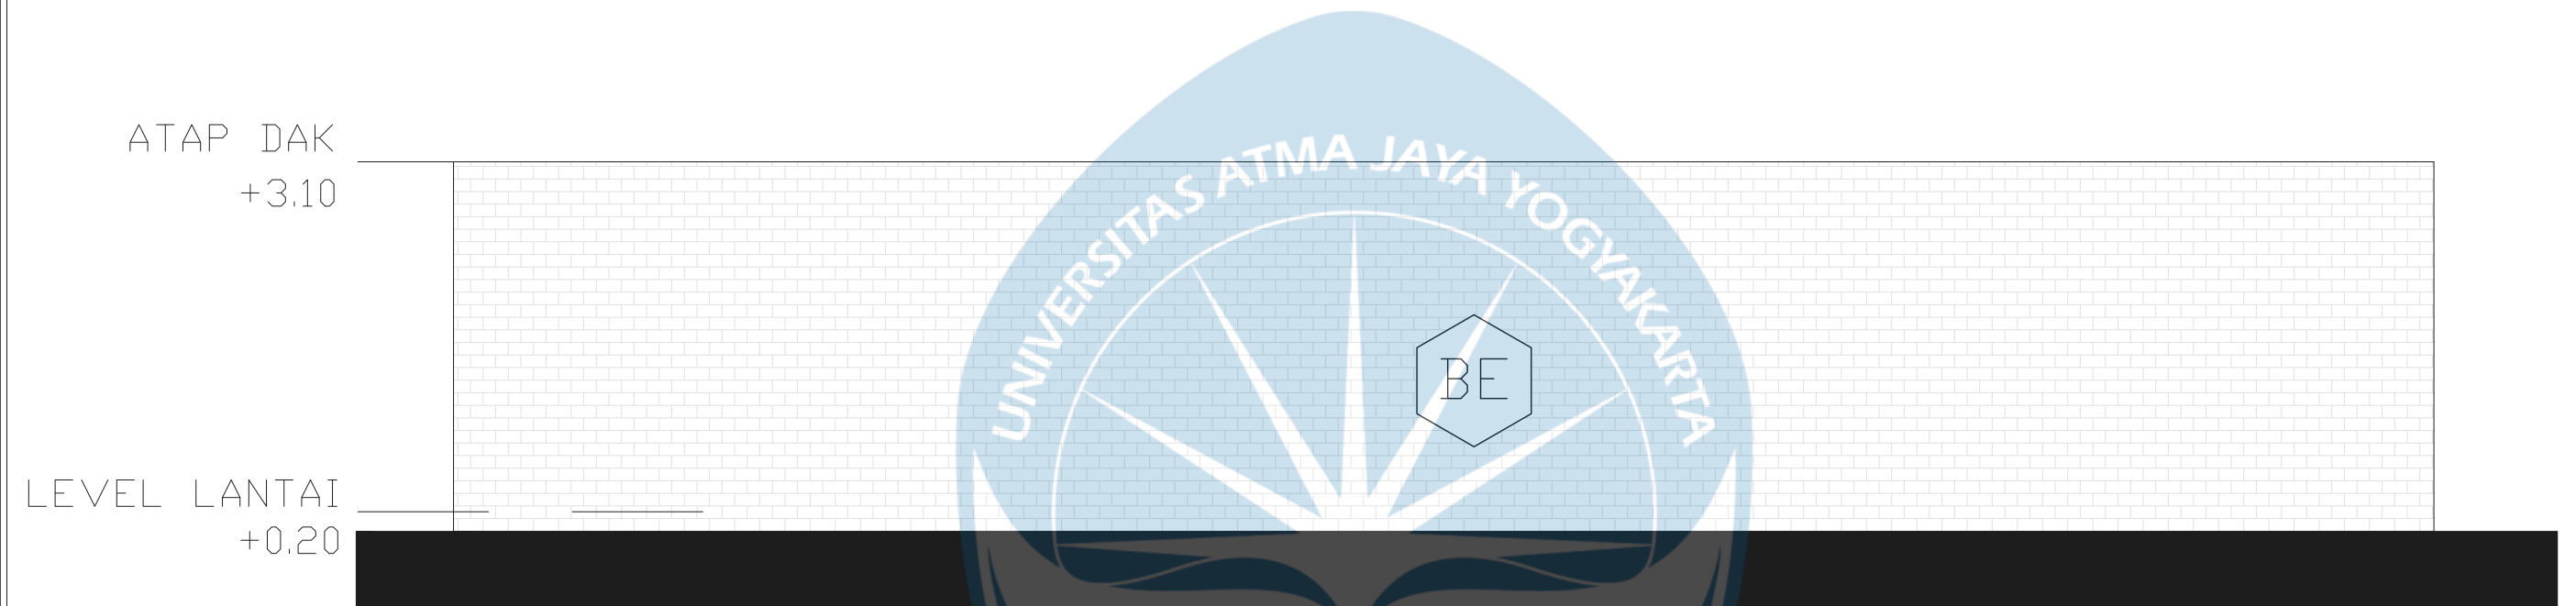 UNIVERSITAS ATMA JAYA YOGYAKARTA
ATAP DAK
+3.10
BE
LEVEL LANTAI
+0.20